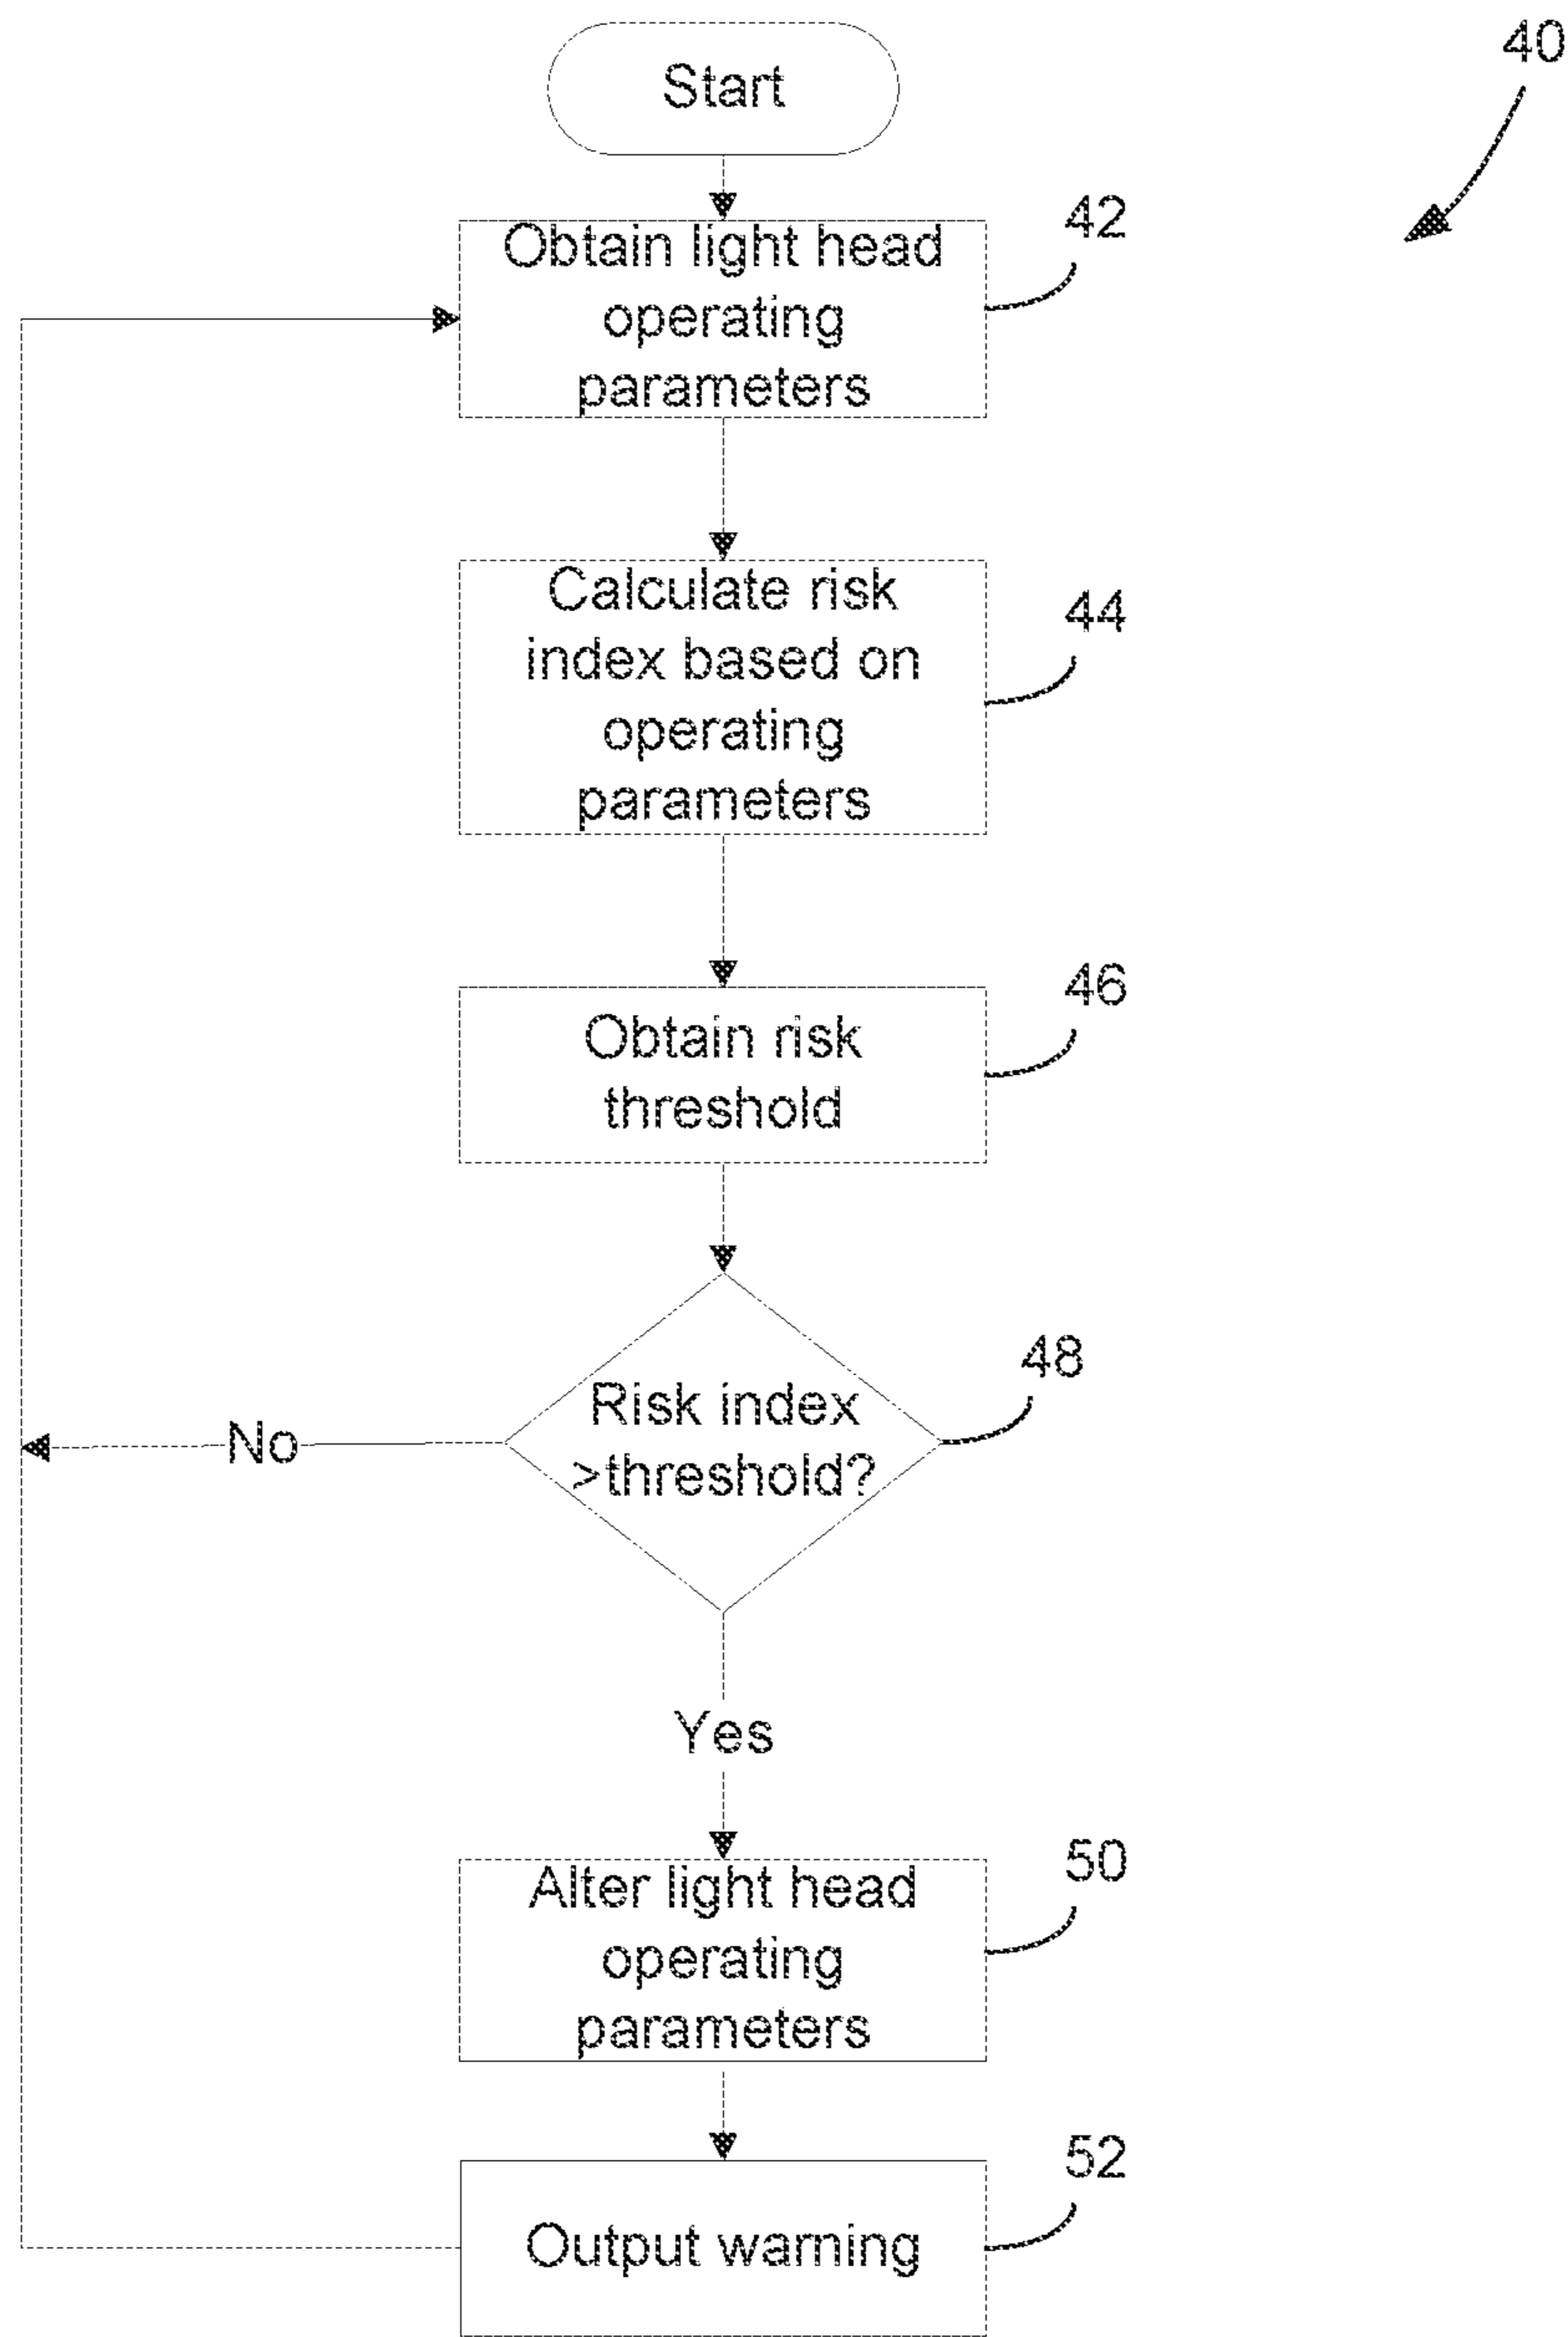 Start
40
Obtain light head
operating
parameters
42
Calculate risk
index based on
operating
parameters
44
Obtain risk
threshold
46
Risk index
>threshold?
48
No
Yes
Alter light head
operating
parameters
50
Output warning
52